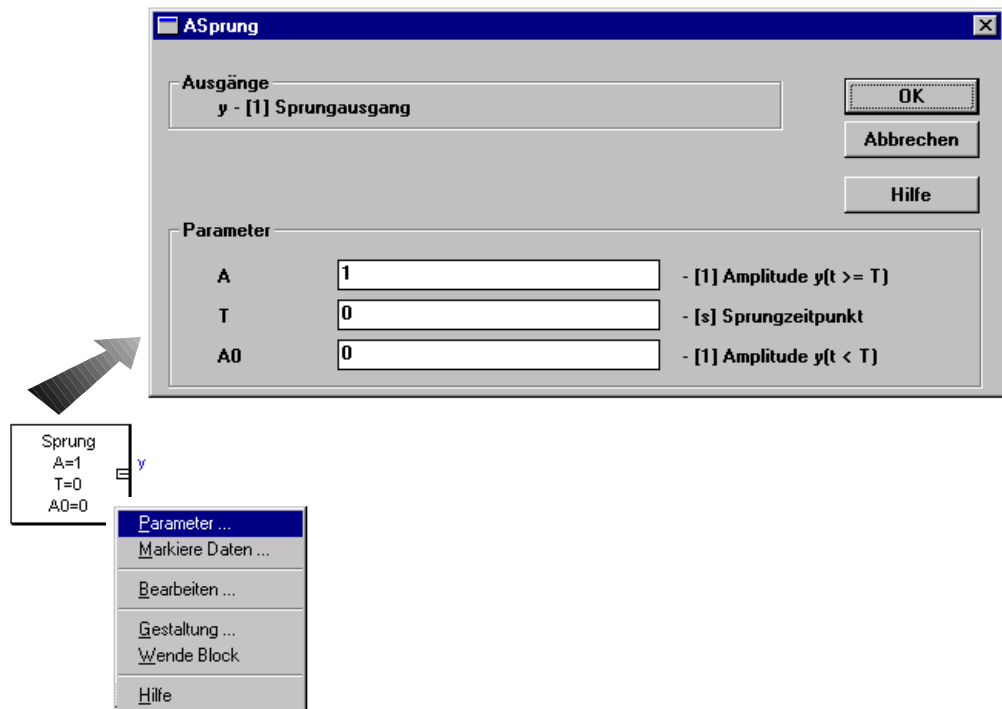 ASprung
Ausgänge
y - [1] Sprungausgang
OK
Abbrechen
Hilfe
Parameter
A 1 - [1] Amplitude y(t >= T)
T 0 - [s] Sprungzeitpunkt
A0 0 - [1] Amplitude y(t < T)
Sprung
A=1
T=0
A0=0
y
Parameter ...
Markiere Daten ...
Bearbeiten ...
Gestaltung ...
Wende Block
Hilfe